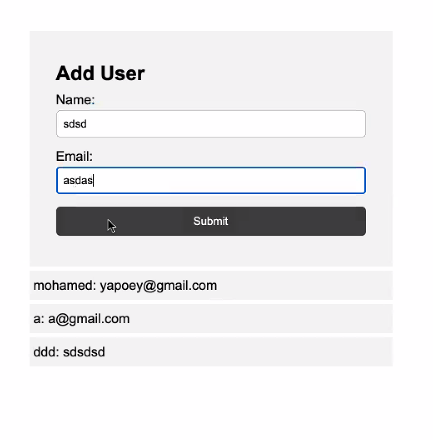 Add User
Name:
sdsd
Email:
asdas
Submit
mohamed: yapoey@gmail.com
a: a@gmail.com
ddd: sdsdsd